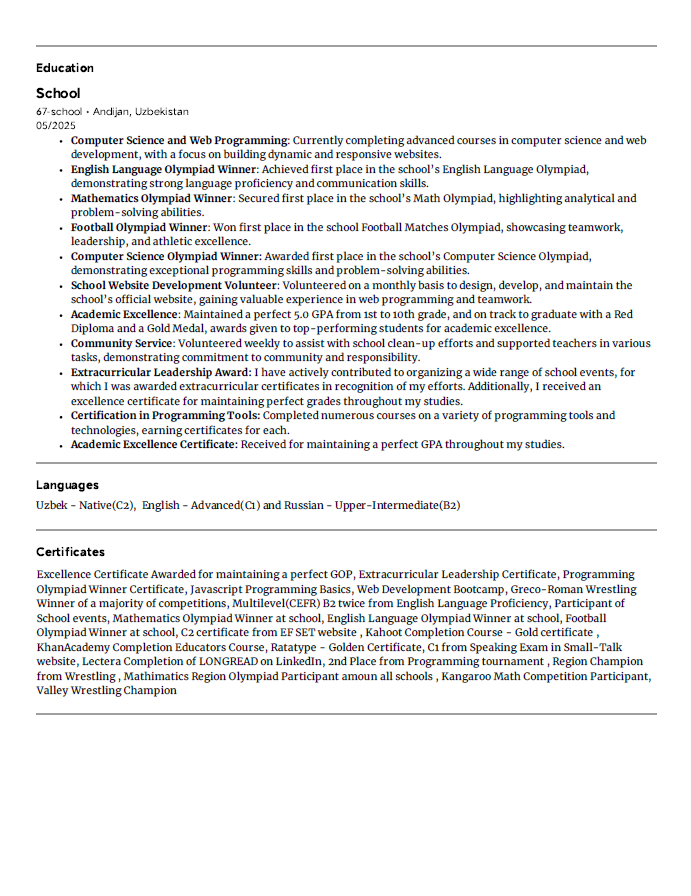 Education
School
67-school • Andijan, Uzbekistan
05/2025
• Computer Science and Web Programming: Currently completing advanced courses in computer science and web
development, with a focus on building dynamic and responsive websites.
• English Language Olympiad Winner: Achieved first place in the school's English Language Olympiad,
demonstrating strong language proficiency and communication skills.
• Mathematics Olympiad Winner: Secured first place in the school's Math Olympiad, highlighting analytical and
problem-solving abilities.
• Football Olympiad Winner: Won first place in the school Football Matches Olympiad, showcasing teamwork,
leadership, and athletic excellence.
• Computer Science Olympiad Winner: Awarded first place in the school's Computer Science Olympiad,
demonstrating exceptional programming skills and problem-solving abilities.
• School Website Development Volunteer: Volunteered on a monthly basis to design, develop, and maintain the
school's official website, gaining valuable experience in web programming and teamwork.
• Academic Excellence: Maintained a perfect 5.0 GPA from 1st to 10th grade, and on track to graduate with a Red
Diploma and a Gold Medal, awards given to top-performing students for academic excellence.
• Community Service: Volunteered weekly to assist with school clean-up efforts and supported teachers in various
tasks, demonstrating commitment to community and responsibility.
• Extracurricular Leadership Award: I have actively contributed to organizing a wide range of school events, for
which I was awarded extracurricular certificates in recognition of my efforts. Additionally, I received an
excellence certificate for maintaining perfect grades throughout my studies.
• Certification in Programming Tools: Completed numerous courses on a variety of programming tools and
technologies, earning certificates for each.
• Academic Excellence Certificate: Received for maintaining a perfect GPA throughout my studies.
Languages
Uzbek - Native(C2), English - Advanced(C1) and Russian - Upper-Intermediate(B2)
Certificates
Excellence Certificate Awarded for maintaining a perfect GOP, Extracurricular Leadership Certificate, Programming
Olympiad Winner Certificate, Javascript Programming Basics, Web Development Bootcamp, Greco-Roman Wrestling
Winner of a majority of competitions, Multilevel(CEFR) B2 twice from English Language Proficiency, Participant of
School events, Mathematics Olympiad Winner at school, English Language Olympiad Winner at school, Football
Olympiad Winner at school, C2 certificate from EF SET website , Kahoot Completion Course - Gold certificate ,
KhanAcademy Completion Educators Course, Ratatype - Golden Certificate, C1 from Speaking Exam in Small-Talk
website, Lectera Completion of LONGREAD on LinkedIn, 2nd Place from Programming tournament , Region Champion
from Wrestling , Mathimatics Region Olympiad Participant amoun all schools , Kangaroo Math Competition Participant,
Valley Wrestling Champion